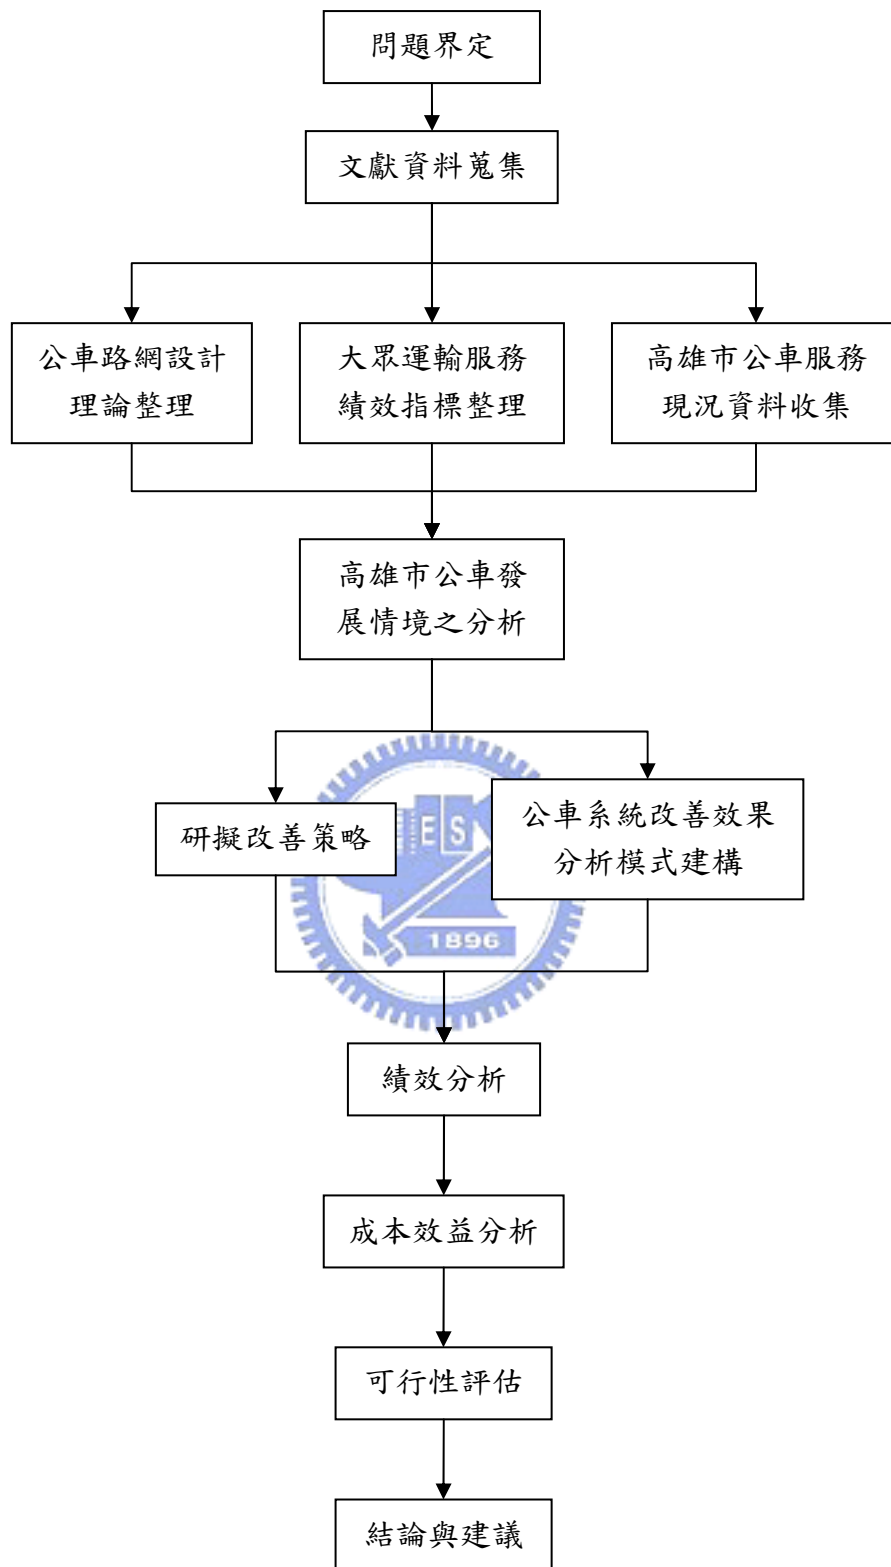 問題界定
文獻資料蒐集
公車路網設計
理論整理
大眾運輸服務
績效指標整理
高雄市公車服務
現況資料收集
高雄市公車發
展情境之分析
研擬改善策略
公車系統改善效果
分析模式建構
ES
1896
績效分析
成本效益分析
可行性評估
結論與建議